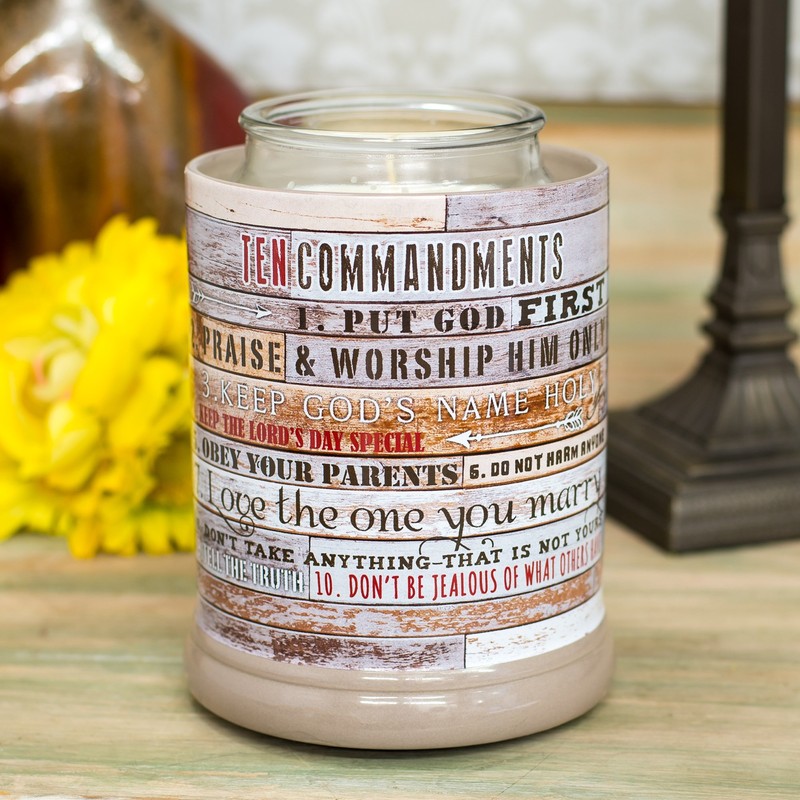 TEN COMMANDMENTS
1. PUT GOD FIRST
PRAISE & WORSHIP HIM ONLY
3. KEEP GOD'S NAME HOLY
KEEP THE LORD'S DAY SPECIAL
OBEY YOUR PARENTS 6. DO NOT HARM ANYONE
7. Love the one you marry
DON'T TAKE ANYTHING THAT IS NOT YOURS
TELL THE TRUTH 10. DON'T BE JEALOUS OF WHAT OTHERS